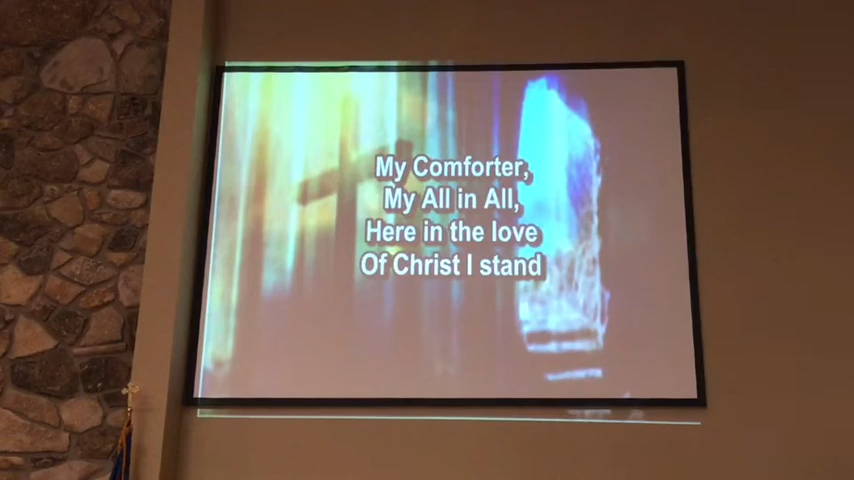 My Comforter,
My All in All,
Here in the love
Of Christ I stand